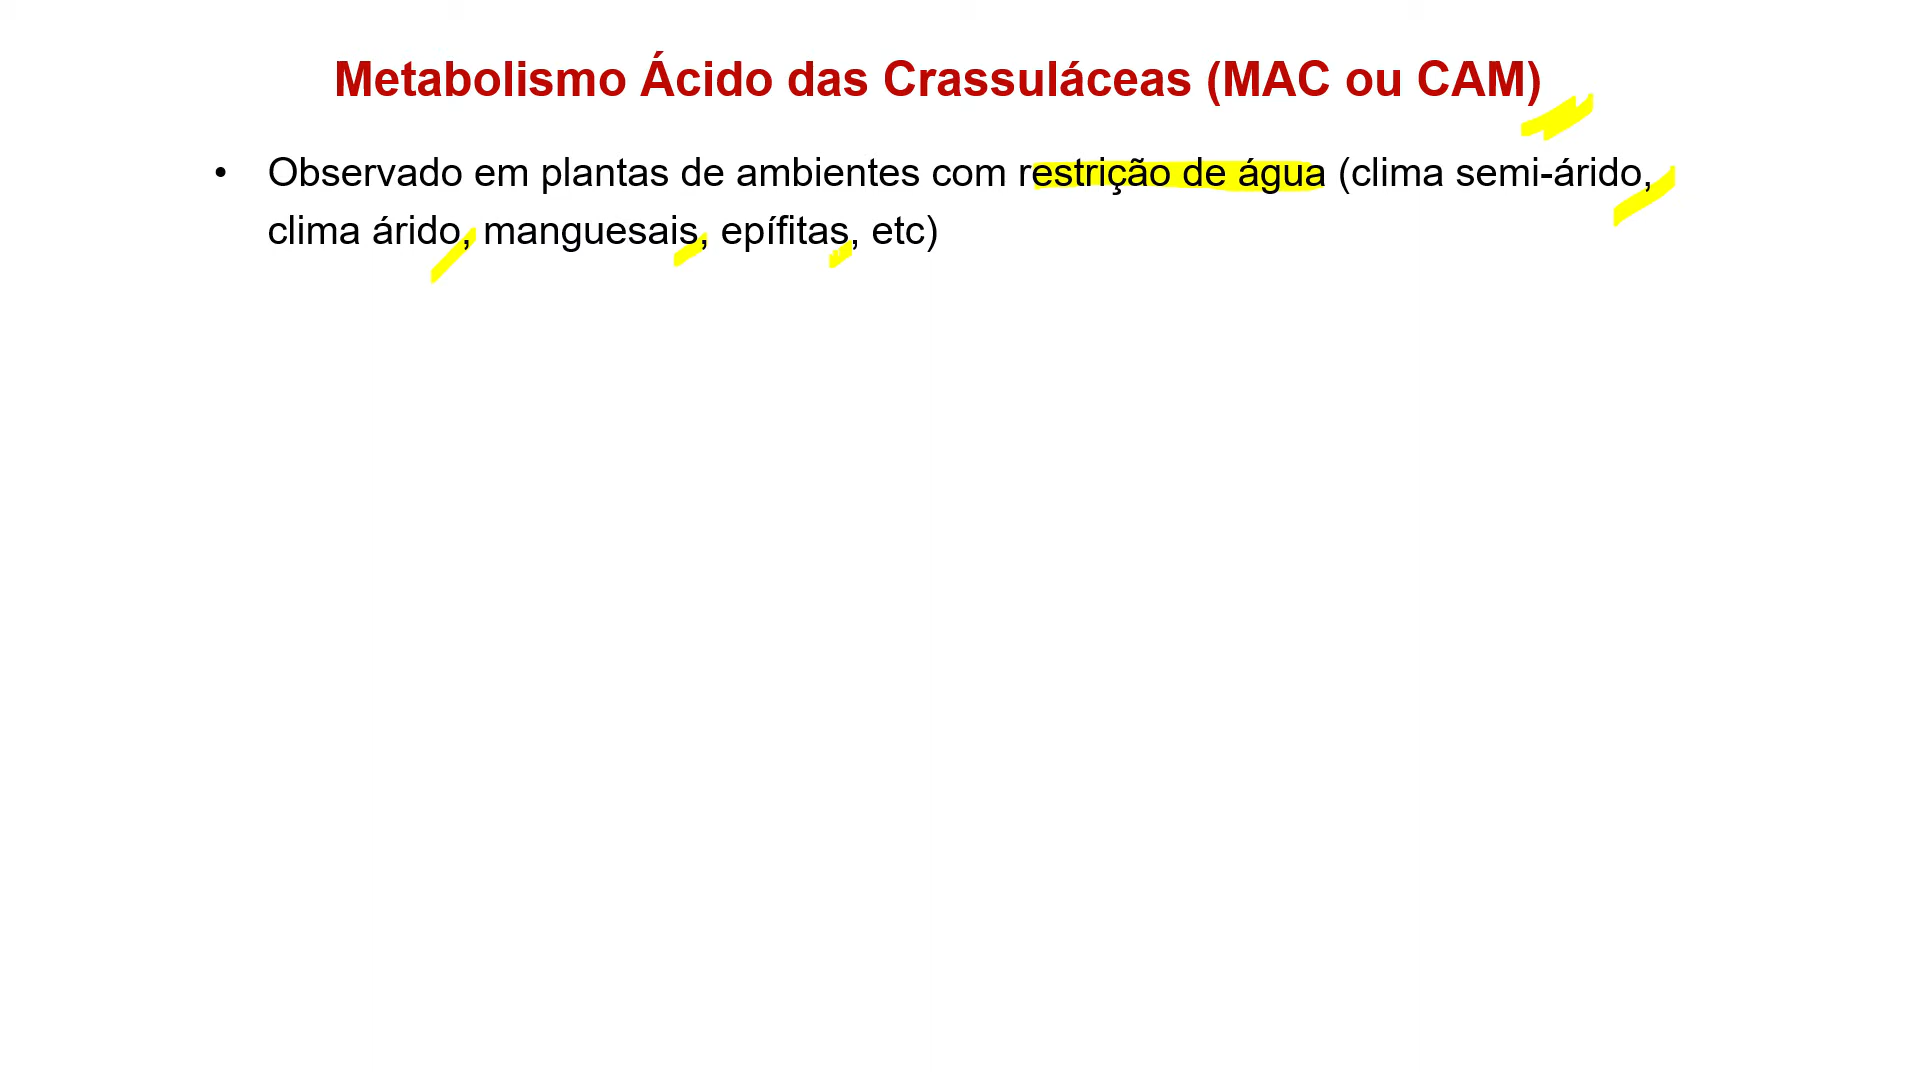 Metabolismo Ácido das Crassuláceas (MAC ou CAM)
• Observado em plantas de ambientes com restrição de água (clima semi-árido,
clima árido, manguesais, epífitas, etc)